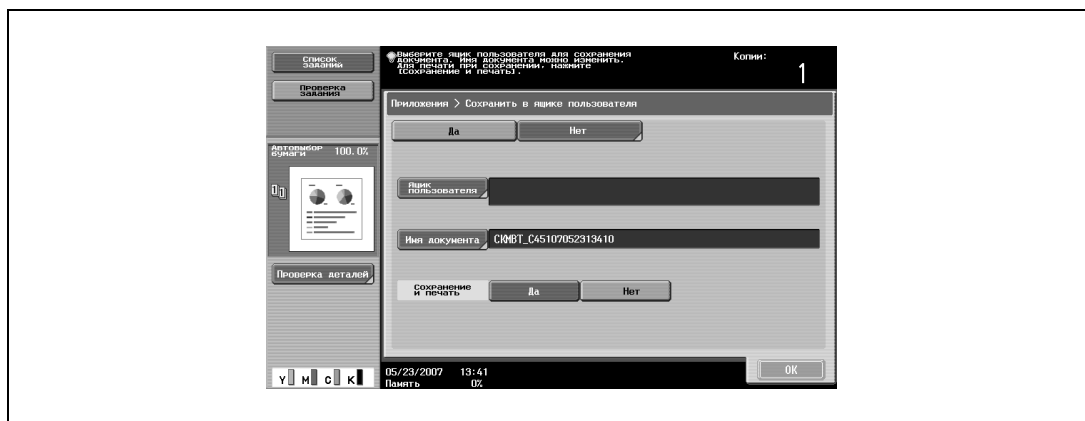 Список
заданий
Проверка
задания
Выберите ящик пользователя для сохранения
документа. Имя документа можно изменить.
Для печати при сохранении, нажмите
[Сохранение и печать].
Копии:
1
Приложения > Сохранить в ящике пользователя
Да
Нет
Автовыбор
бумаги
100.0%
Ящик
пользователя
Имя документа
СКМВТ_C45107052313410
Проверка деталей
Сохранение
и печать
Да
Нет
Y M C K
05/23/2007 13:41
Память 0%
OK